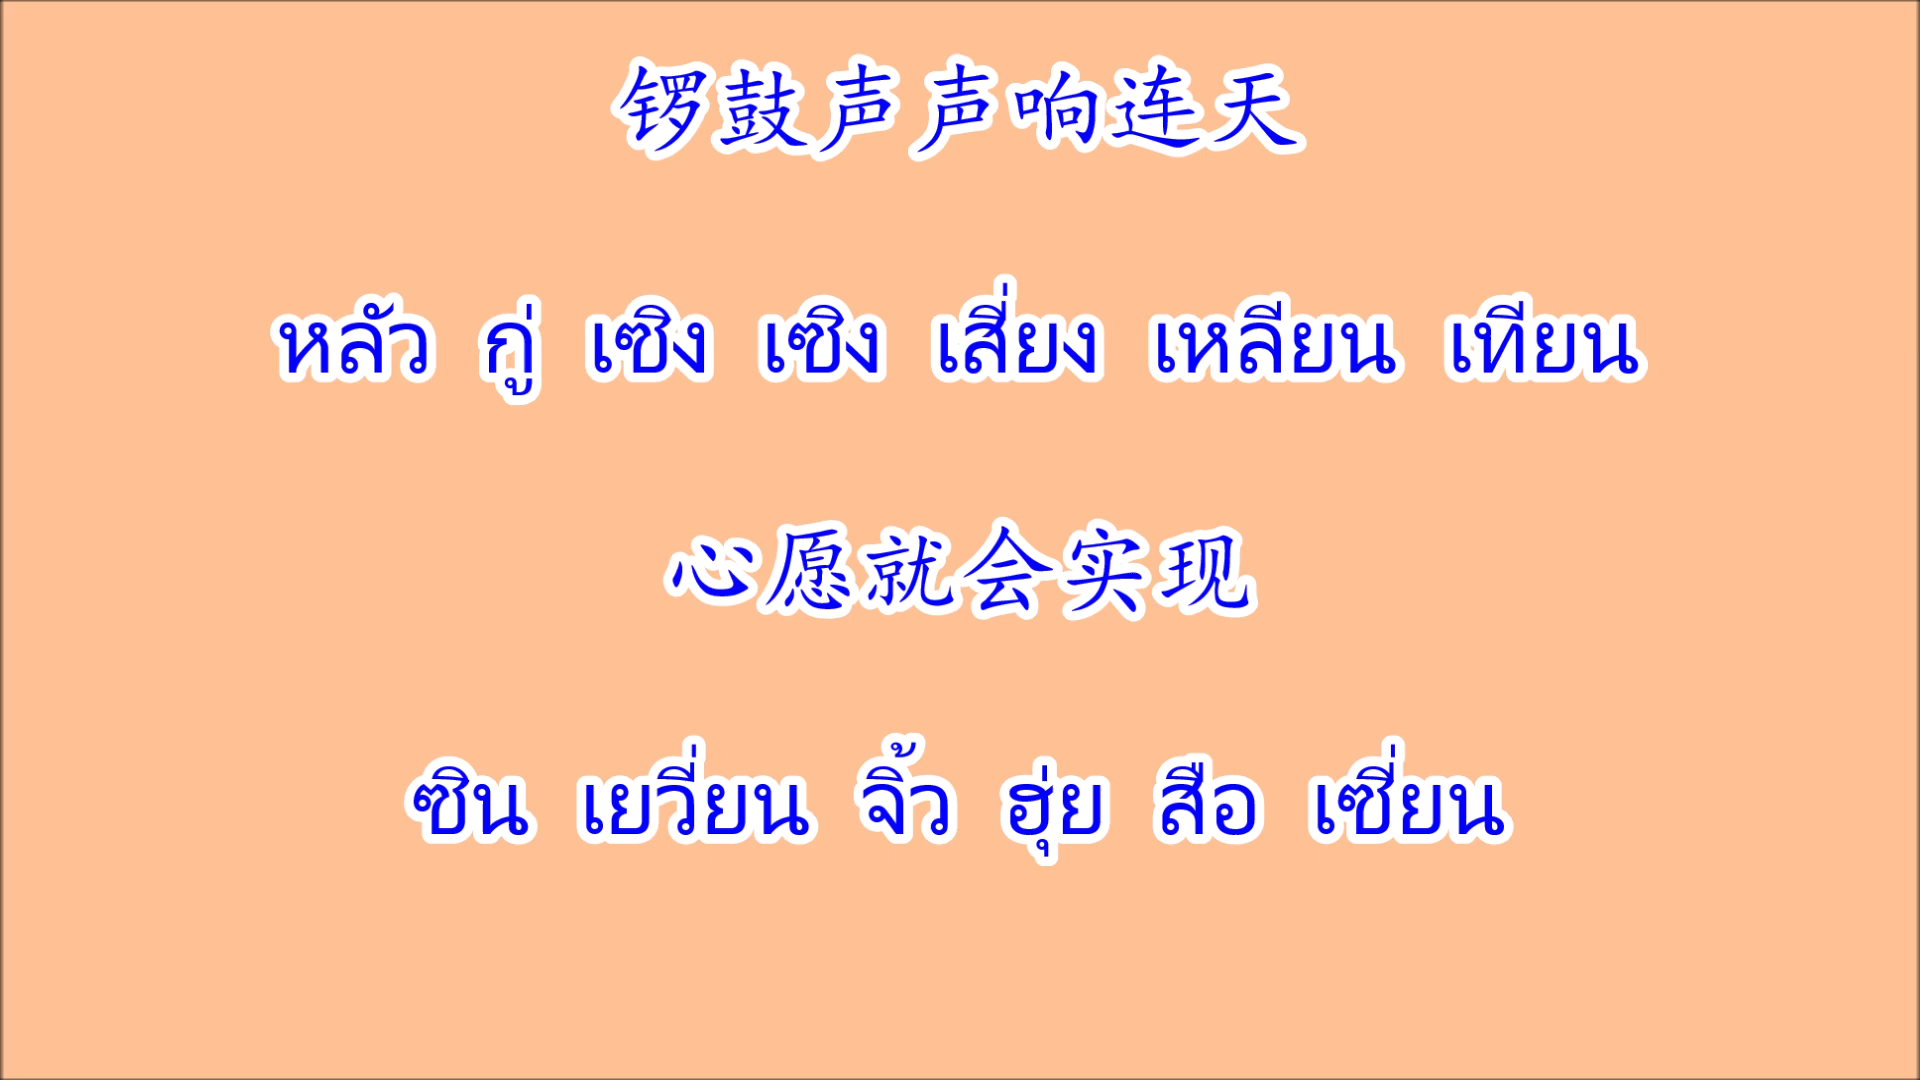 锣鼓声声响连天
หลัว กู่ เซิง เซิง เสี่ยง เหลียน เทียน
心愿就会实现
ซิน เยวี่ยน จิ้ว ฮุ่ย สือ เซี่ยน